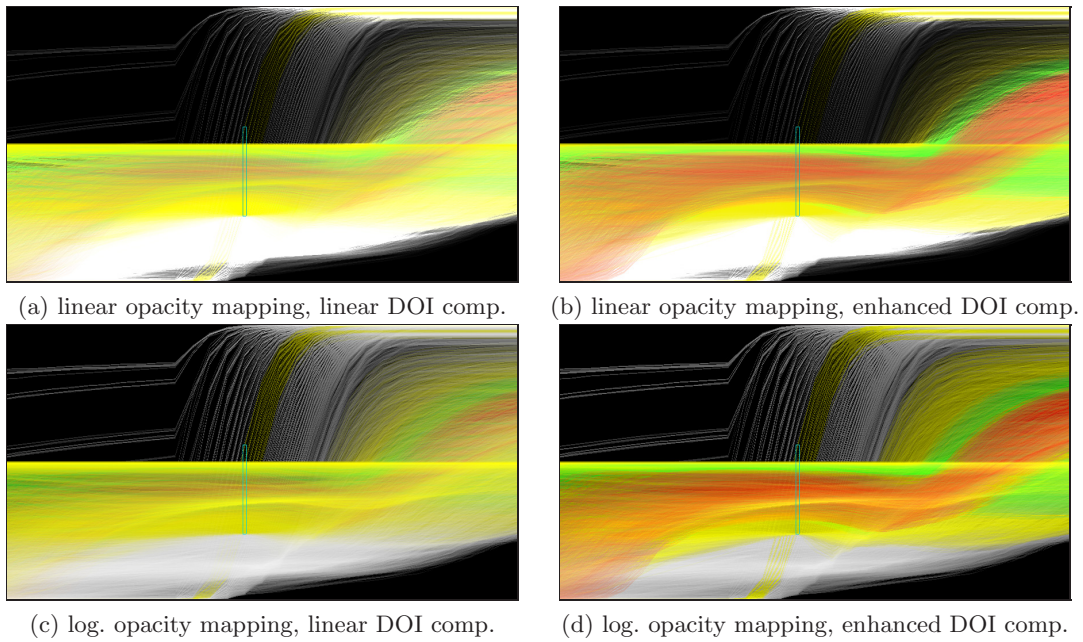 (a) linear opacity mapping, linear DOI comp.
(b) linear opacity mapping, enhanced DOI comp.
(c) log. opacity mapping, linear DOI comp.
(d) log. opacity mapping, enhanced DOI comp.